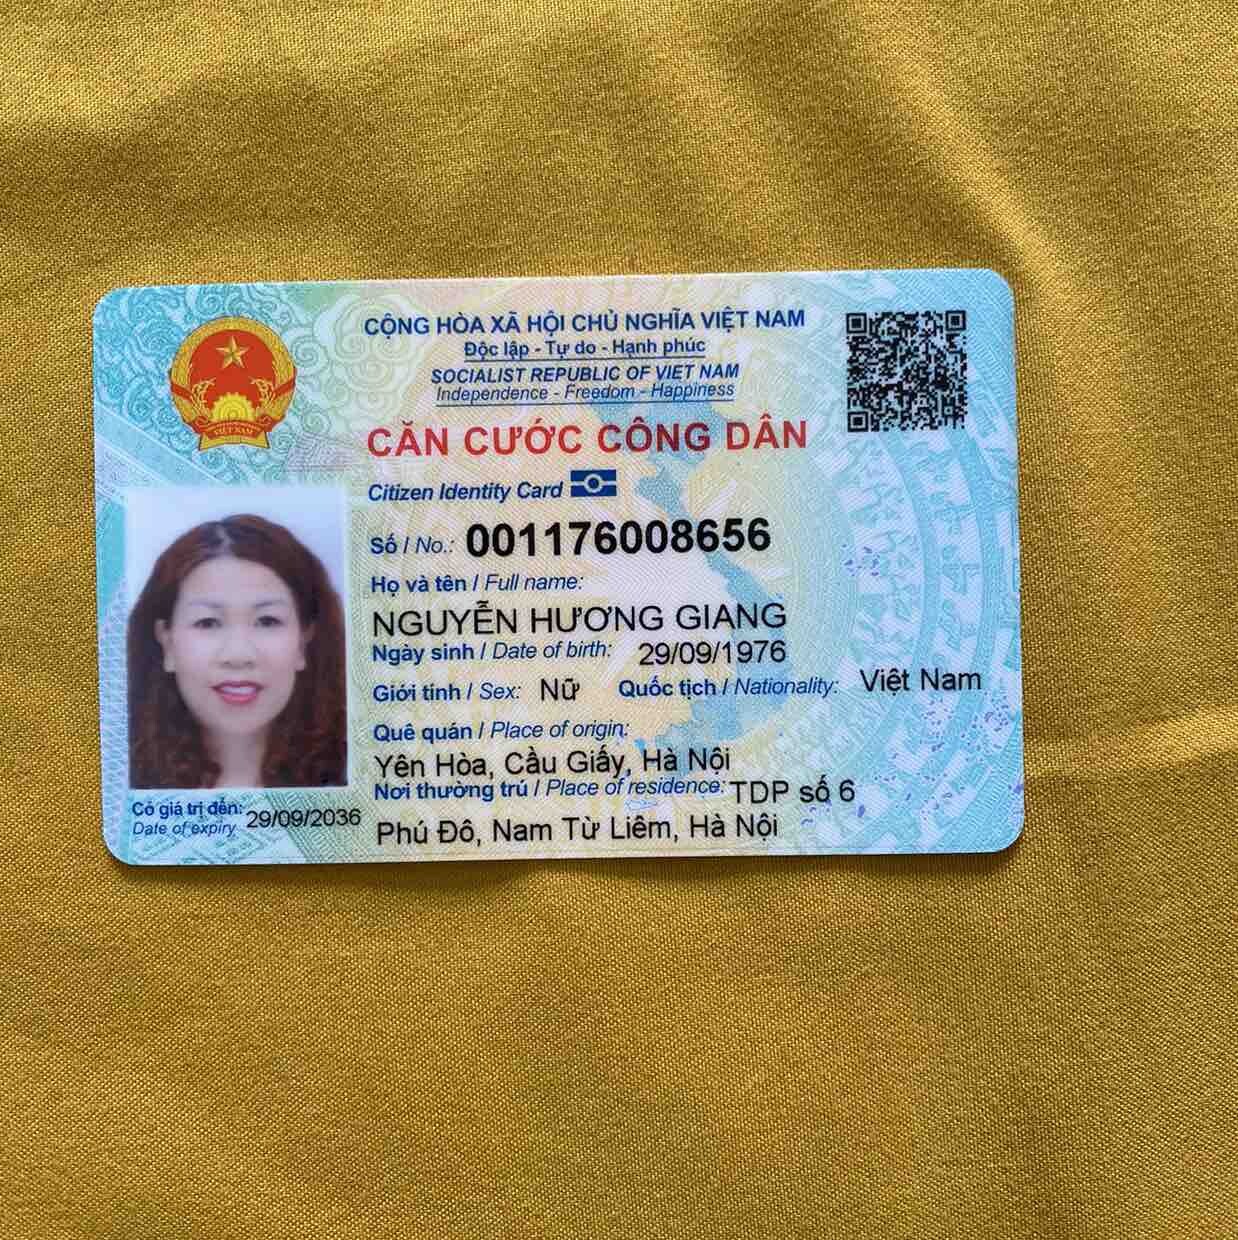 CỘNG HÒA XÃ HỘI CHỦ NGHĨA VIỆT NAM
Độc lập - Tự do - Hạnh phúc
SOCIALIST REPUBLIC OF VIET NAM
Independence - Freedom - Happiness
VIỆT NAM
CĂN CƯỚC CÔNG DÂN
Citizen Identity Card
Số / No.: 001176008656
Họ và tên / Full name:
NGUYỄN HƯƠNG GIANG
Ngày sinh / Date of birth: 29/09/1976
Giới tính / Sex: Nữ Quốc tịch / Nationality: Việt Nam
Quê quán / Place of origin:
Yên Hòa, Cầu Giấy, Hà Nội
Nơi thường trú / Place of residence: TDP số 6
Phú Đô, Nam Từ Liêm, Hà Nội
Có giá trị đến: 29/09/2036
Date of expiry